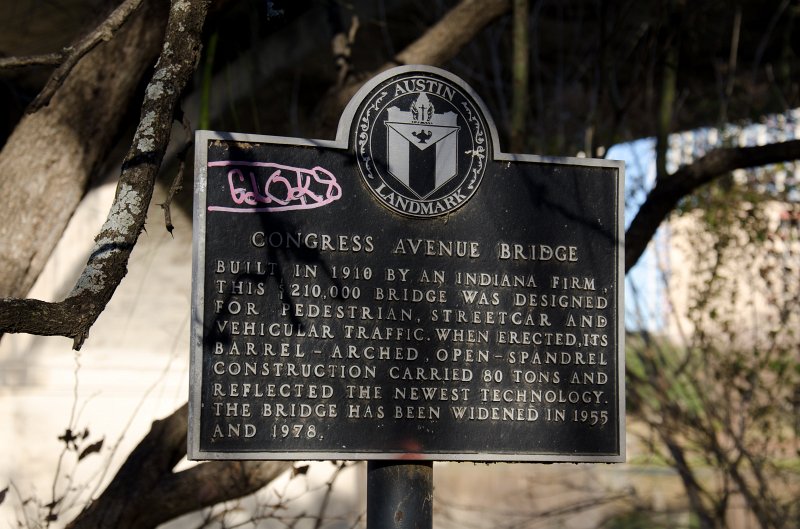 AUSTIN
LANDMARK
CONGRESS AVENUE BRIDGE
BUILT IN 1910 BY AN INDIANA FIRM,
THIS $210,000 BRIDGE WAS DESIGNED
FOR PEDESTRIAN, STREETCAR AND
VEHICULAR TRAFFIC. WHEN ERECTED, ITS
BARREL-ARCHED, OPEN-SPANDREL
CONSTRUCTION CARRIED 80 TONS AND
REFLECTED THE NEWEST TECHNOLOGY.
THE BRIDGE HAS BEEN WIDENED IN 1955
AND 1978.